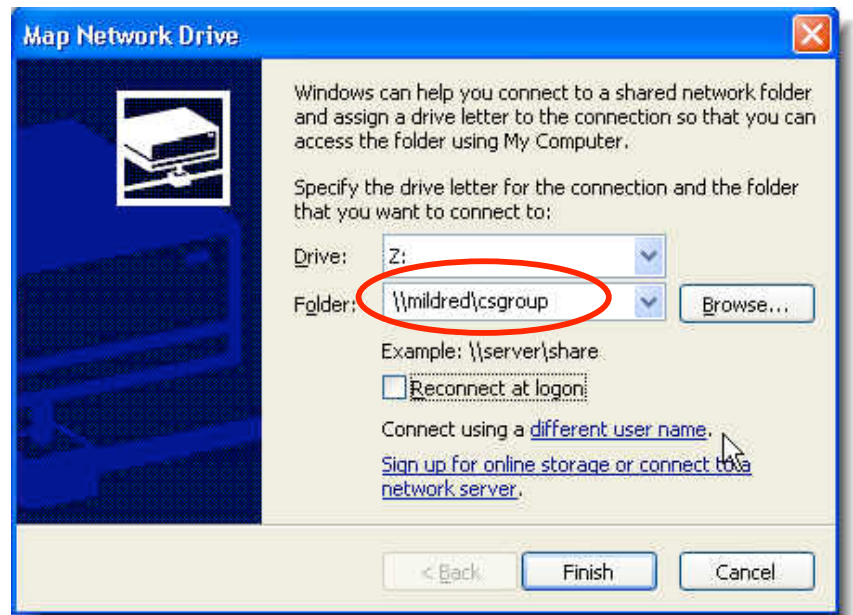 Map Network Drive
Windows can help you connect to a shared network folder
and assign a drive letter to the connection so that you can
access the folder using My Computer.
Specify the drive letter for the connection and the folder
that you want to connect to:
Drive: Z:
Folder: \\mildred\csgroup Browse...
Example: \\server\share
Reconnect at logon
Connect using a different user name.
Sign up for online storage or connect to a
network server.
< Back Finish Cancel